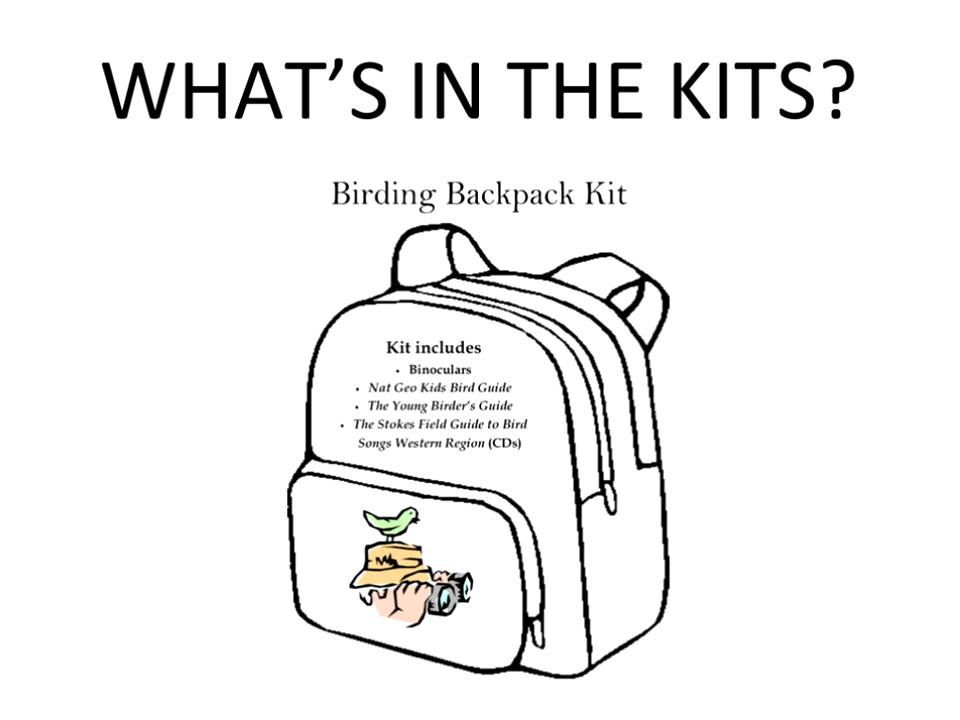 WHAT’S IN THE KITS?
Birding Backpack Kit
Kit includes
• Binoculars
• Nat Geo Kids Bird Guide
• The Young Birder's Guide
• The Stokes Field Guide to Bird
Songs Western Region (CDs)